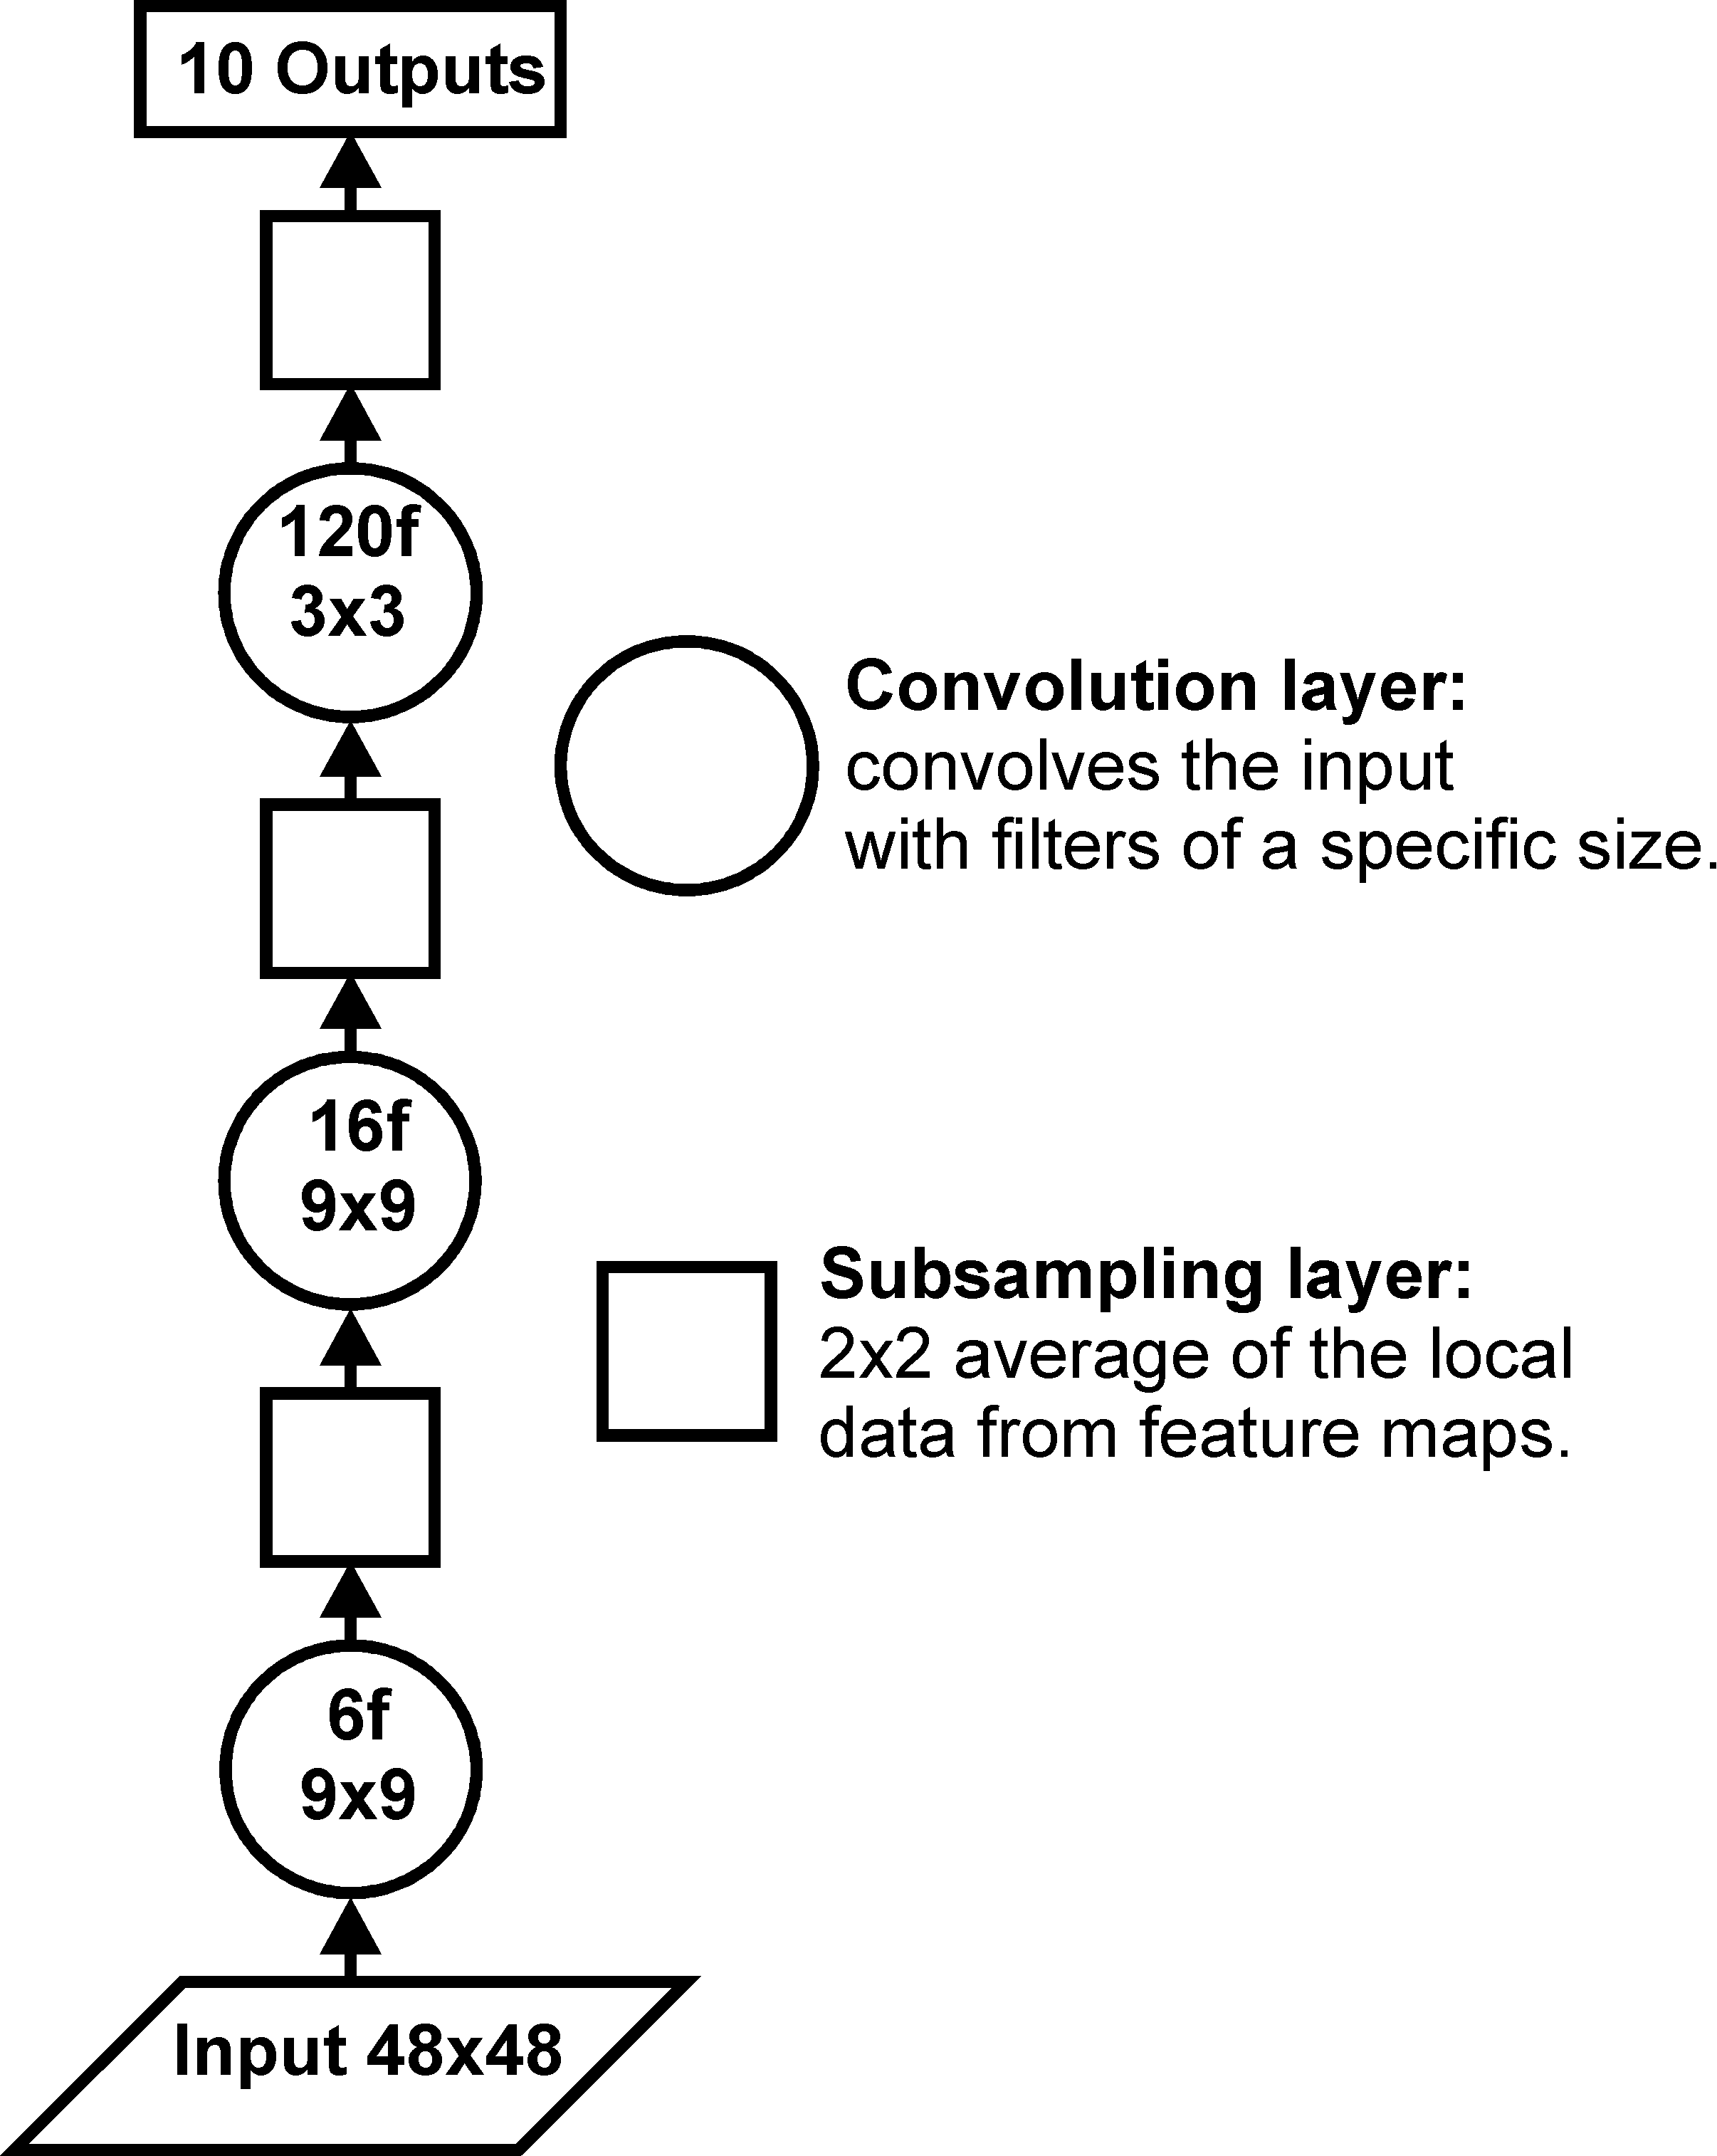 10 Outputs
120f
3x3
Convolution layer:
convolves the input
with filters of a specific size.
16f
9x9
Subsampling layer:
2x2 average of the local
data from feature maps.
6f
9x9
Input 48x48